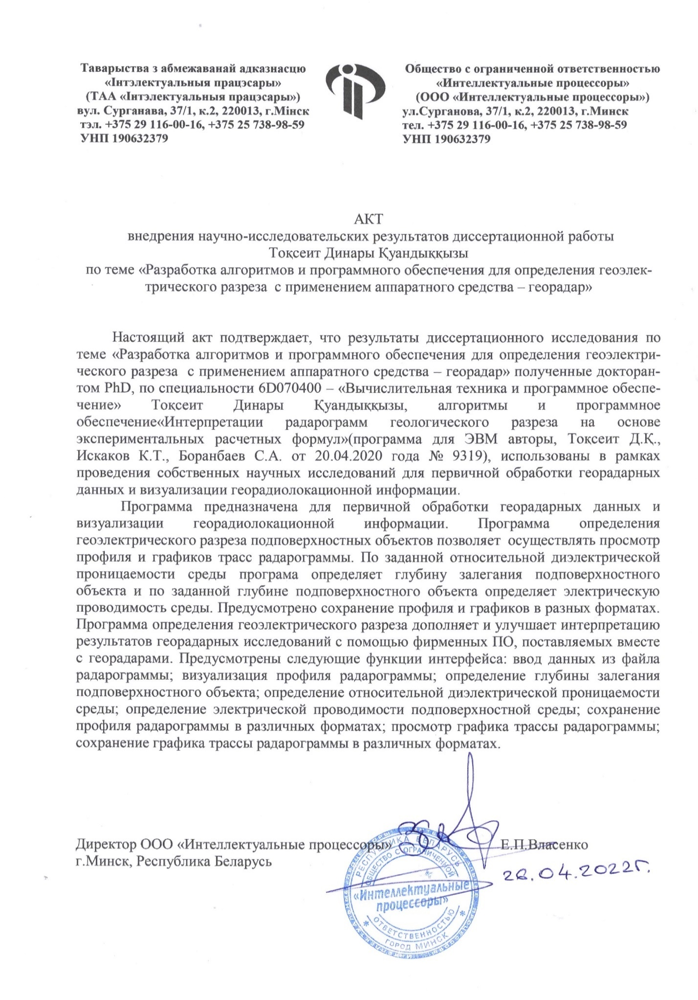 Таварыства з абмежаванай адказнасцю
«Інтэлектуальныя працэсары»
(ТАА «Інтэлектуальныя працэсары»)
вул. Сурганава, 37/1, к.2, 220013, г.Мінск
тэл. +375 29 116-00-16, +375 25 738-98-59
УНП 190632379
Общество с ограниченной ответственностью
«Интеллектуальные процессоры»
(ООО «Интеллектуальные процессоры»)
ул.Сурганова, 37/1, к.2, 220013, г.Минск
тел. +375 29 116-00-16, +375 25 738-98-59
УНП 190632379
АКТ
внедрения научно-исследовательских результатов диссертационной работы
Тоқсеит Динары Қуандыққызы
по теме «Разработка алгоритмов и программного обеспечения для определения геоэлек-
трического разреза с применением аппаратного средства – георадар»
Настоящий акт подтверждает, что результаты диссертационного исследования по
теме «Разработка алгоритмов и программного обеспечения для определения геоэлектри-
ческого разреза с применением аппаратного средства – георадар» полученные докторан-
том PhD, по специальности 6D070400 – «Вычислительная техника и программное обеспе-
чение» Тоқсеит Динары Қуандыққызы, алгоритмы и программное
обеспечение«Интерпретации радарограмм геологического разреза на основе
экспериментальных расчетных формул»(программа для ЭВМ авторы, Тоқсеит Д.Қ.,
Искаков К.Т., Боранбаев С.А. от 20.04.2020 года № 9319), использованы в рамках
проведения собственных научных исследований для первичной обработки георадарных
данных и визуализации георадиолокационной информации.
Программа предназначена для первичной обработки георадарных данных и
визуализации георадиолокационной информации. Программа определения
геоэлектрического разреза подповерхностных объектов позволяет осуществлять просмотр
профиля и графиков трасс радарограммы. По заданной относительной диэлектрической
проницаемости среды програма определяет глубину залегания подповерхностного
объекта и по заданной глубине подповерхностного объекта определяет электрическую
проводимость среды. Предусмотрено сохранение профиля и графиков в разных форматах.
Программа определения геоэлектрического разреза дополняет и улучшает интерпретацию
результатов георадарных исследований с помощью фирменных ПО, поставляемых вместе
с георадарами. Предусмотрены следующие функции интерфейса: ввод данных из файла
радарограммы; визуализация профиля радарограммы; определение глубины залегания
подповерхностного объекта; определение относительной диэлектрической проницаемости
среды; определение электрической проводимости подповерхностной среды; сохранение
профиля радарограммы в различных форматах; просмотр графика трассы радарограммы;
сохранение графика трассы радарограммы в различных форматах.
Директор ООО «Интеллектуальные процессоры» Е.П.Власенко
г.Минск, Республика Беларусь
26.04.2022г.
РЕСПУБЛИКА БЕЛАРУСЬ
ОБЩЕСТВО С ОГРАНИЧЕННОЙ
«Интеллектуальные
процессоры»
ОТВЕТСТВЕННОСТЬЮ
ГОРОД МИНСК